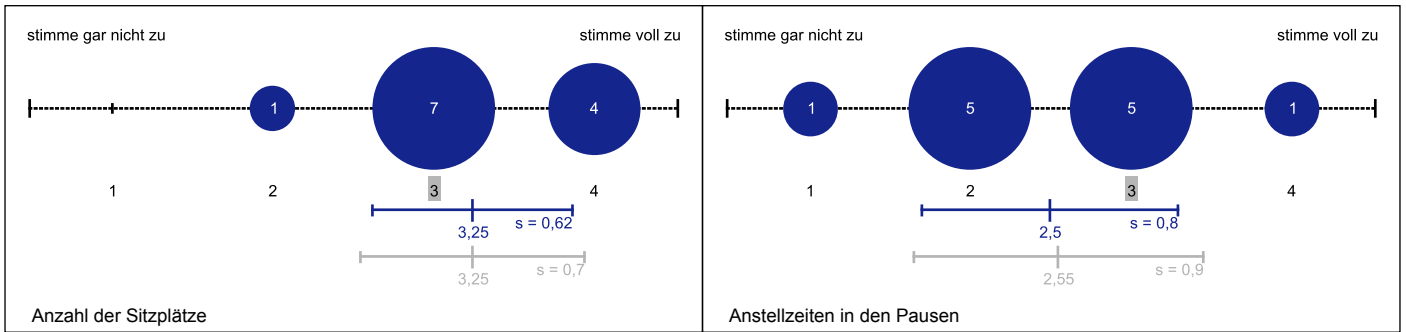 stimme gar nicht zu
stimme voll zu
1
7
4
1
2
3
4
s = 0,62
3,25
s = 0,7
3,25
Anzahl der Sitzplätze
stimme gar nicht zu
stimme voll zu
1
5
5
1
1
2
3
4
s = 0,8
2,5
s = 0,9
2,55
Anstellzeiten in den Pausen